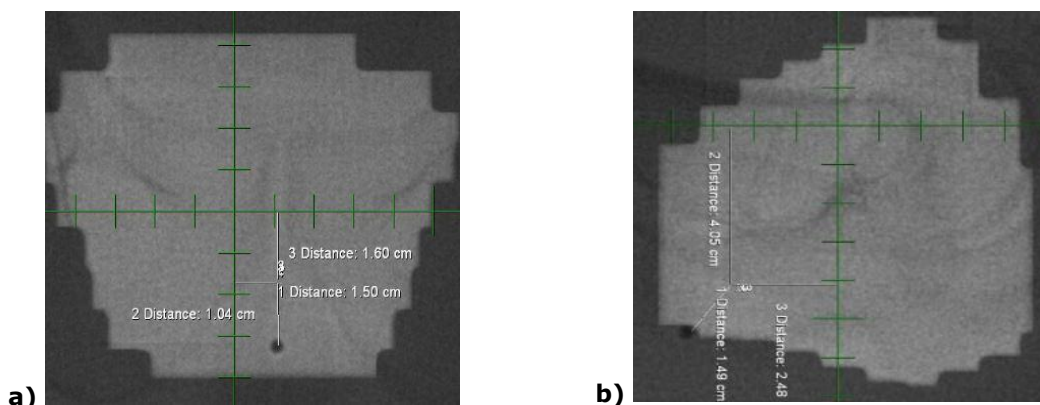 3 Distance: 1.60 cm
1 Distance: 1.50 cm
2 Distance: 1.04 cm
a)
2 Distance: 4.05 cm
1 Distance: 1.49 cm
3 Distance: 2.48
b)